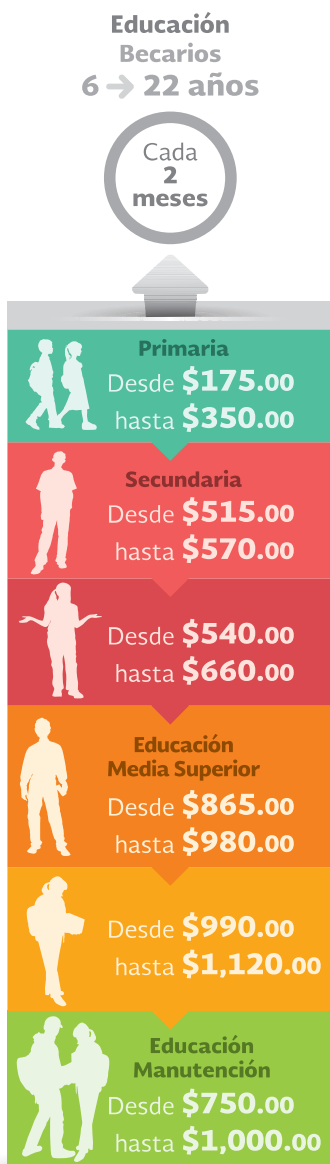 Educación
Becarios
6 → 22 años
Cada
2
meses
Primaria
Desde $175.00
hasta $350.00
Secundaria
Desde $515.00
hasta $570.00
Desde $540.00
hasta $660.00
Educación
Media Superior
Desde $865.00
hasta $980.00
Desde $990.00
hasta $1,120.00
Educación
Manutención
Desde $750.00
hasta $1,000.00